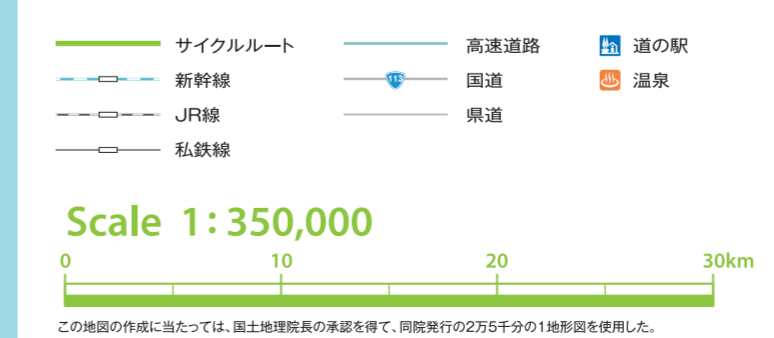 サイクルルート 高速道路 道の駅
新幹線 113 国道 温泉
JR線 県道
私鉄線
Scale 1:350,000
0 10 20 30km
この地図の作成に当たっては、国土地理院長の承認を得て、同院発行の2万5千分の1地形図を使用した。